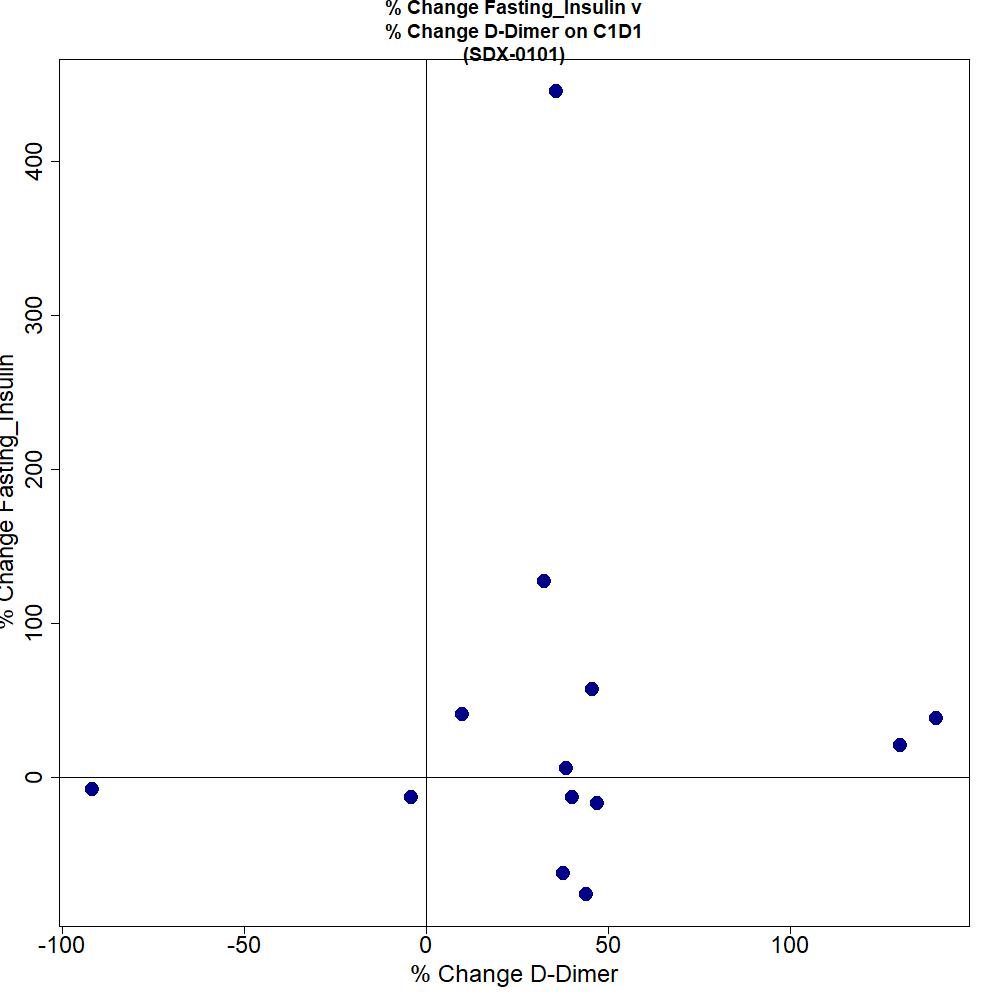 % Change Fasting_Insulin v
% Change D-Dimer on C1D1
(SDX-0101)
% Change Fasting_Insulin
400
300
200
100
0
-100
-50
0
50
100
% Change D-Dimer